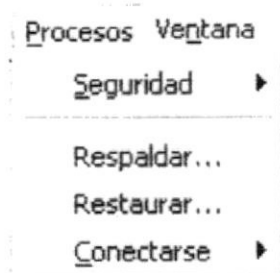 Procesos Ventana
Seguridad
Respaldar...
Restaurar...
Conectarse